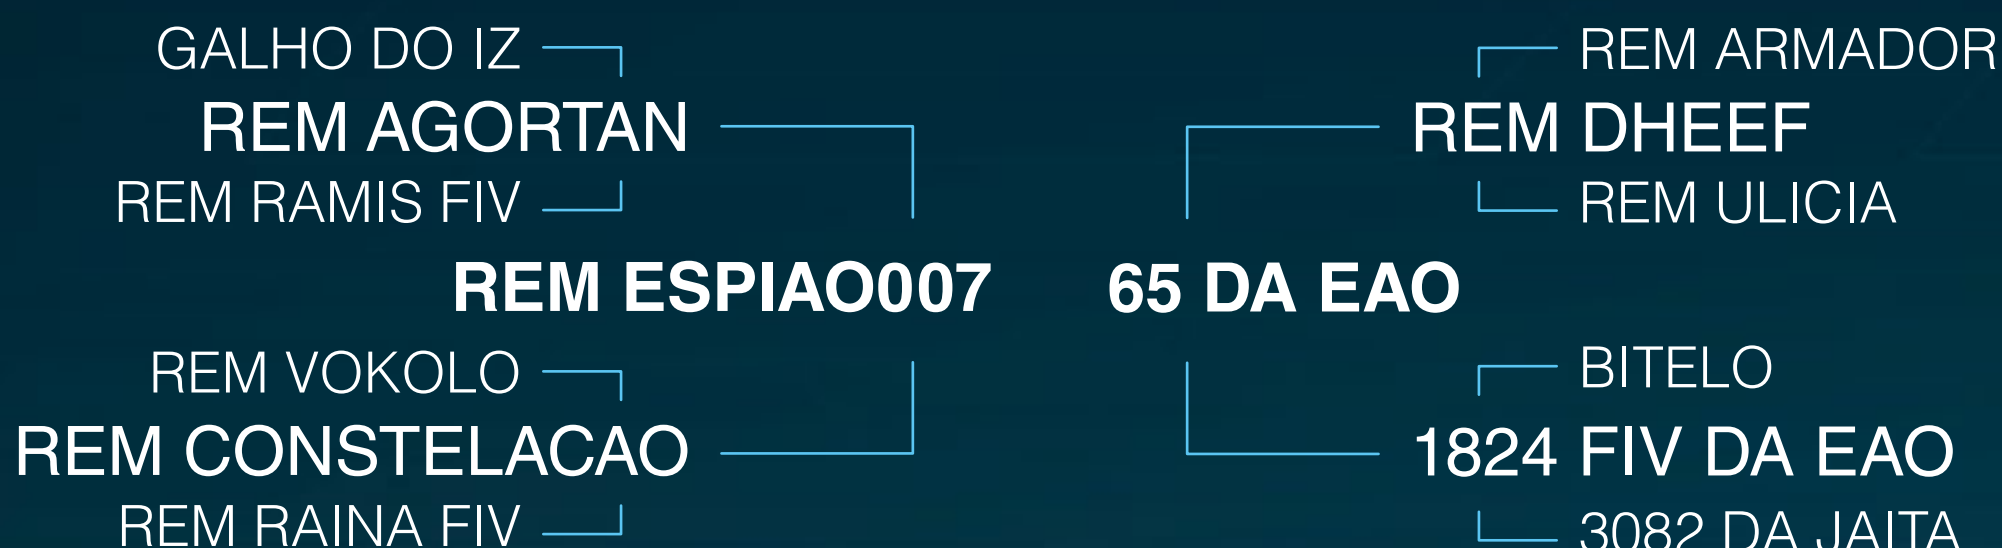 GALHO DO IZ
REM AGORTAN
REM RAMIS FIV
REM ESPIAO007
REM VOKOLO
REM CONSTELACAO
REM RAINA FIV
REM ARMADOR
REM DHEEF
REM ULICIA
65 DA EAO
BITELO
1824 FIV DA EAO
3082 DA JAITA